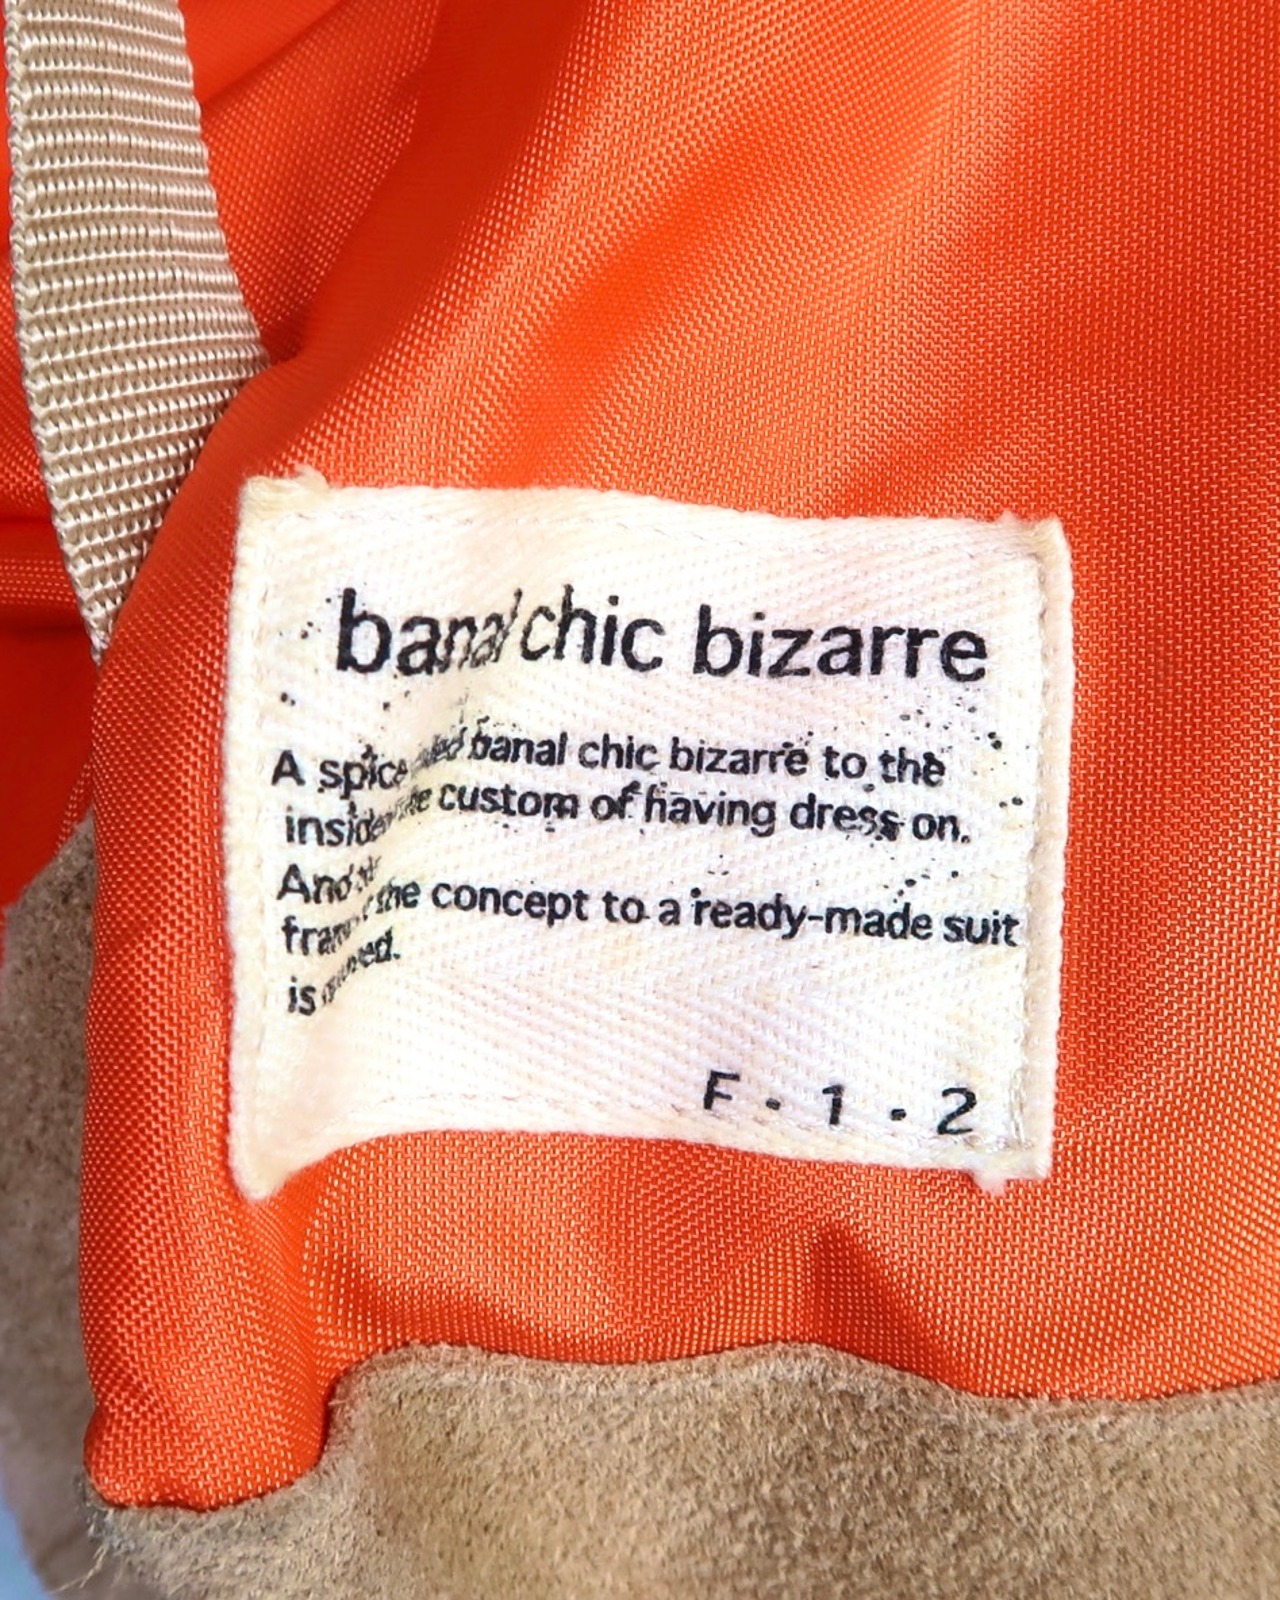 banal chic bizarre
A spice banal chic bizarre to the
custom of having dress on.
And
the concept to a ready-made suit
is
F・1・2